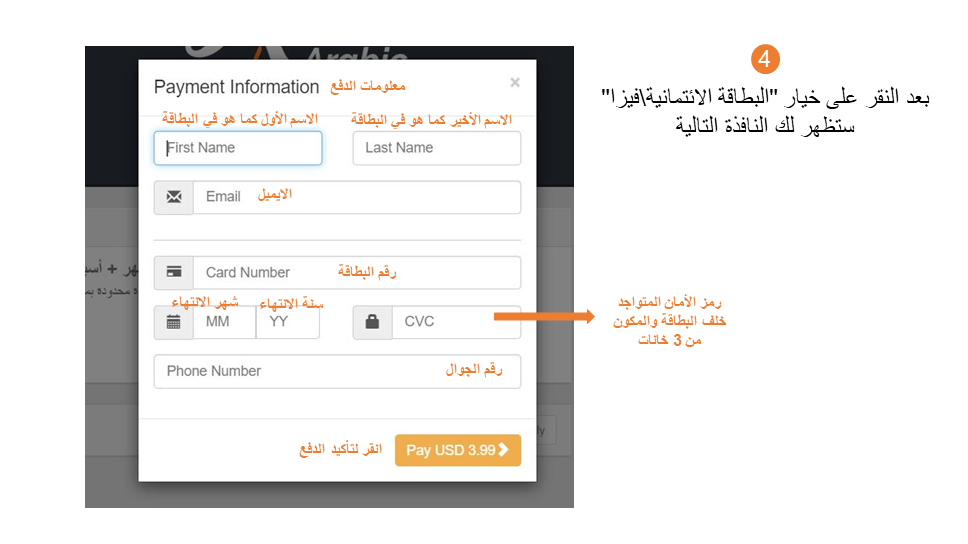 4
بعد النقر على خيار "البطاقة الائتمانية\فيزا"
ستظهر لك النافذة التالية
Arabic
Payment Information معلومات الدفع ×
الاسم الأول كما هو في البطاقة الاسم الأخير كما هو في البطاقة
First Name Last Name
Email الايميل
Card Number رقم البطاقة
شهر الانتهاء سنة الانتهاء
MM YY CVC
رمز الأمان المتواجد
خلف البطاقة والمكون
من 3 خانات
Phone Number رقم الجوال
انقر لتأكيد الدفع Pay USD 3.99